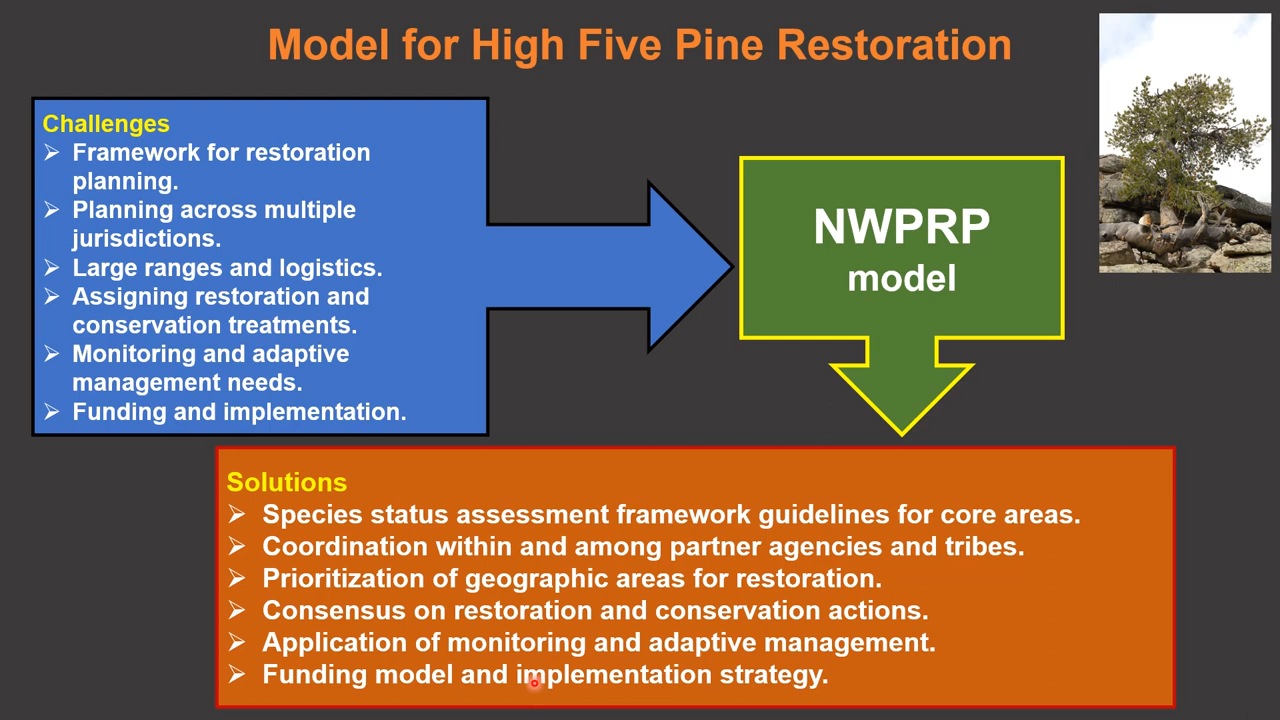 Model for High Five Pine Restoration
Challenges
➢ Framework for restoration
planning.
➢ Planning across multiple
jurisdictions.
➢ Large ranges and logistics.
➢ Assigning restoration and
conservation treatments.
➢ Monitoring and adaptive
management needs.
➢ Funding and implementation.
NWPRP
model
Solutions
➢ Species status assessment framework guidelines for core areas.
➢ Coordination within and among partner agencies and tribes.
➢ Prioritization of geographic areas for restoration.
➢ Consensus on restoration and conservation actions.
➢ Application of monitoring and adaptive management.
➢ Funding model and implementation strategy.